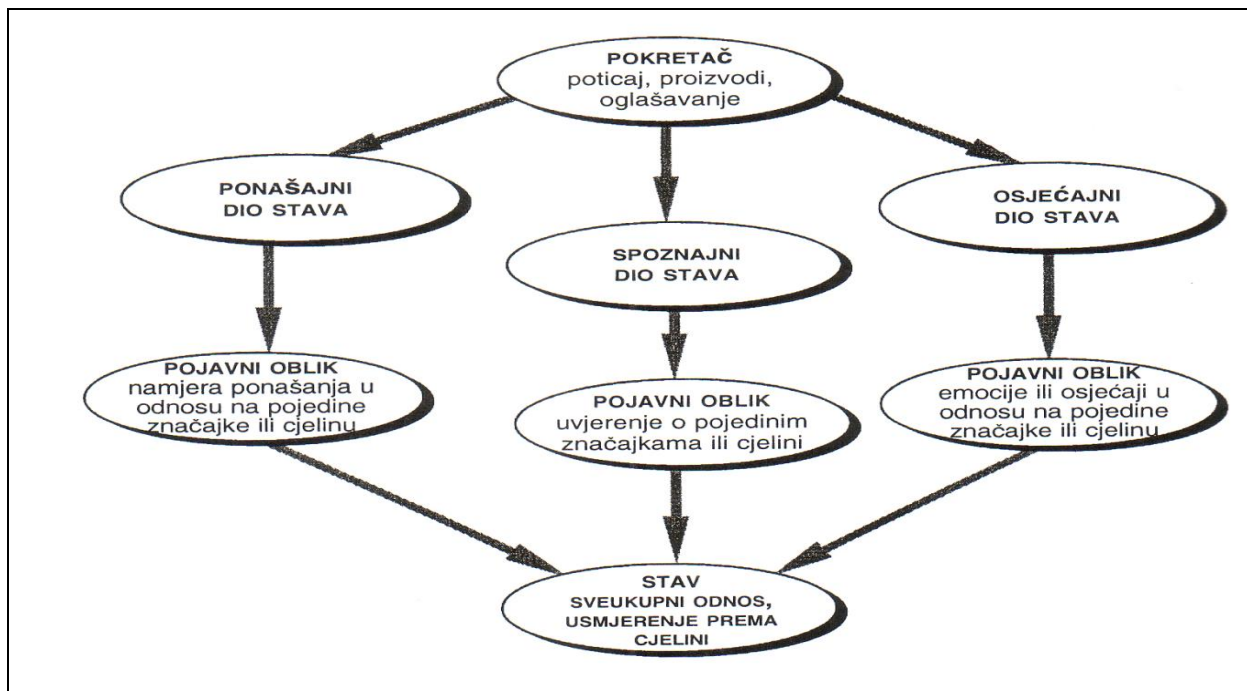 POKRETAČ
poticaj, proizvodi,
oglašavanje
PONAŠAJNI
DIO STAVA
SPOZNAJNI
DIO STAVA
OSJEĆAJNI
DIO STAVA
POJAVNI OBLIK
namjera ponašanja u
odnosu na pojedine
značajke ili cjelinu
POJAVNI OBLIK
uvjerenje o pojedinim
značajkama ili cjelini
POJAVNI OBLIK
emocije ili osjećaji u
odnosu na pojedine
značajke ili cjelinu
STAV
SVEUKUPNI ODNOS,
USMJERENJE PREMA
CJELINI